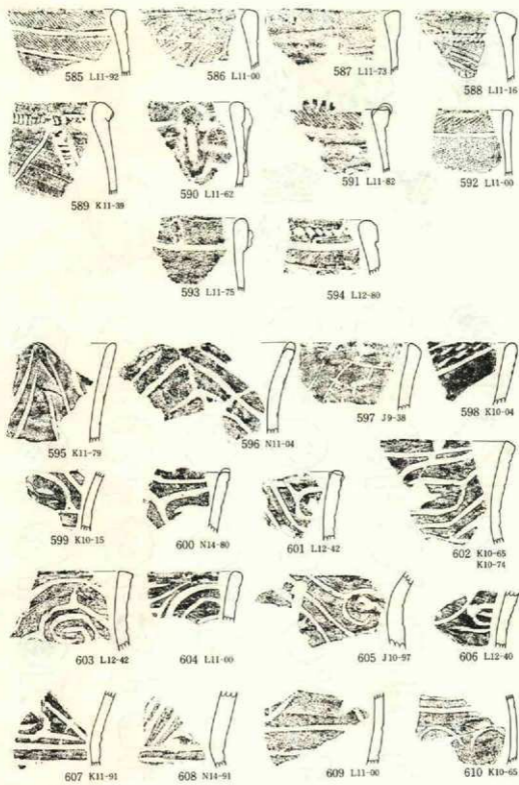 585 L11-92 586 L11-00 587 L11-73 588 L11-16
589 K11-39 590 L11-62 591 L11-82 592 L11-00
593 L11-75 594 L12-80
595 K11-79 596 N11-04 597 J9-38 598 K10-04
599 K10-15 600 N14-80 601 L12-42 602 K10-65
K10-74
603 L12-42 604 L11-00 605 J10-97 606 L12-40
607 K11-91 608 N14-91 609 L11-00 610 K10-65